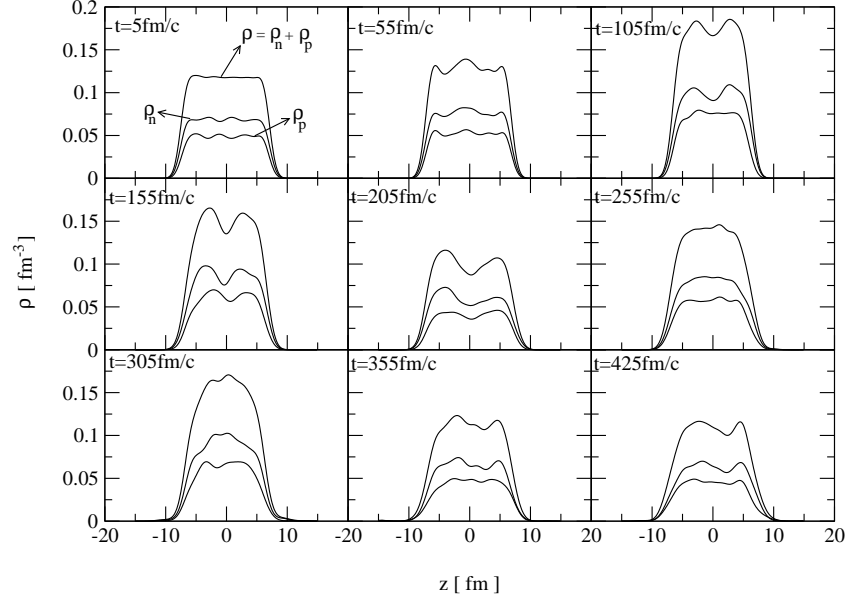 0.2
t=5fm/c
t=55fm/c
t=105fm/c
ρ = ρn + ρp
0.15
ρn
ρp
0.1
0.05
0
t=155fm/c
t=205fm/c
t=255fm/c
0.15
0.1
0.05
0
ρ [ fm-3 ]
t=305fm/c
t=355fm/c
t=425fm/c
0.15
0.1
0.05
0
-20 -10 0 10 20 -10 0 10 20 -10 0 10 20
z [ fm ]